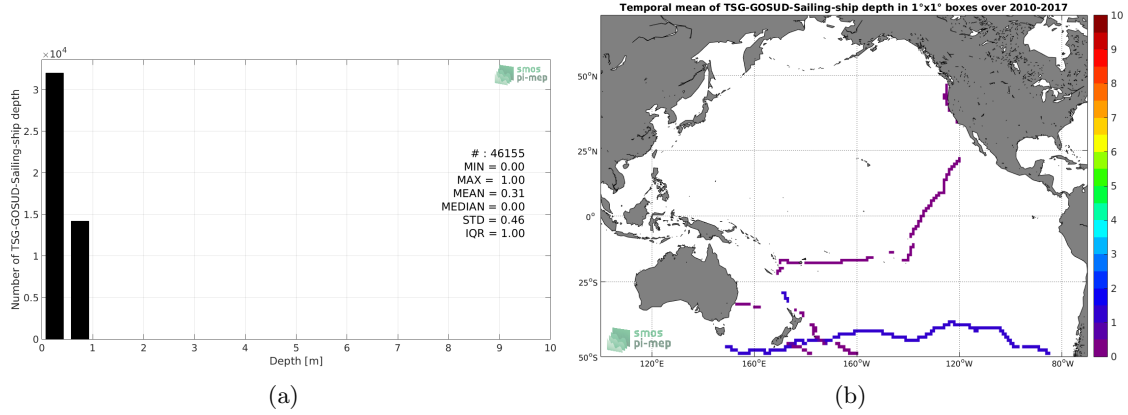 ×10⁴
3
2.5
2
1.5
1
0.5
0
Number of TSG-GOSUD-Sailing-ship depth
0 1 2 3 4 5 6 7 8 9 10
Depth [m]
smos
pi-mep
# : 46155
MIN = 0.00
MAX = 1.00
MEAN = 0.31
MEDIAN = 0.00
STD = 0.46
IQR = 1.00
(a)
Temporal mean of TSG-GOSUD-Sailing-ship depth in 1°x1° boxes over 2010-2017
50°N
25°N
0°
25°S
50°S
120°E 160°E 160°W 120°W 80°W
smos
pi-mep
10
9
8
7
6
5
4
3
2
1
0
(b)